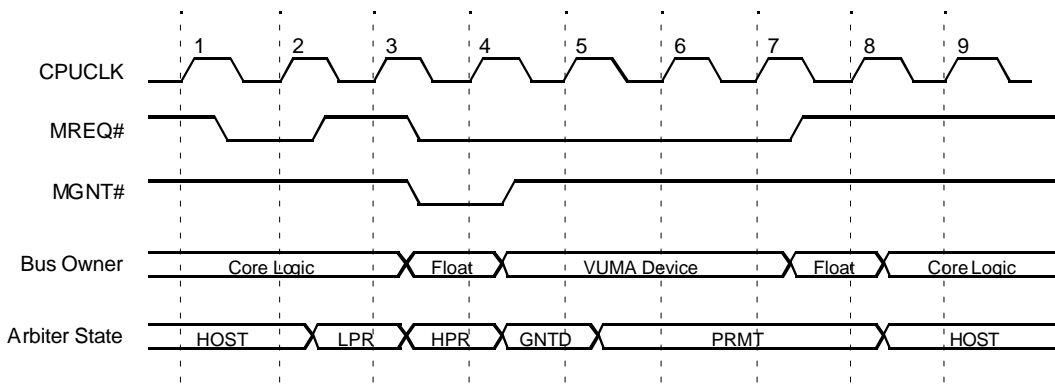 1 2 3 4 5 6 7 8 9
CPUCLK
MREQ#
MGNT#
Bus Owner Core Logic Float VUMA Device Float Core Logic
Arbiter State HOST LPR HPR GNTD PRMT HOST